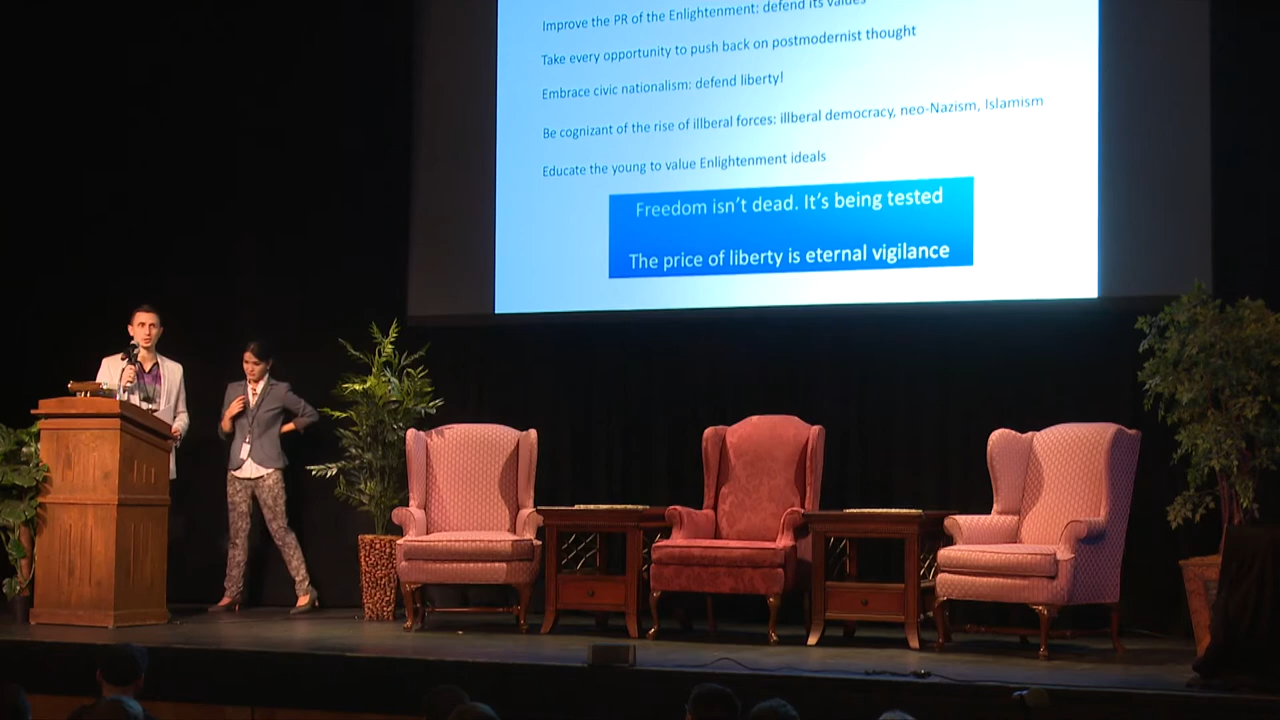 Improve the PR of the Enlightenment: defend its values
Take every opportunity to push back on postmodernist thought
Embrace civic nationalism: defend liberty!
Be cognizant of the rise of illberal forces: illberal democracy, neo-Nazism, Islamism
Educate the young to value Enlightenment ideals
Freedom isn't dead. It's being tested
The price of liberty is eternal vigilance